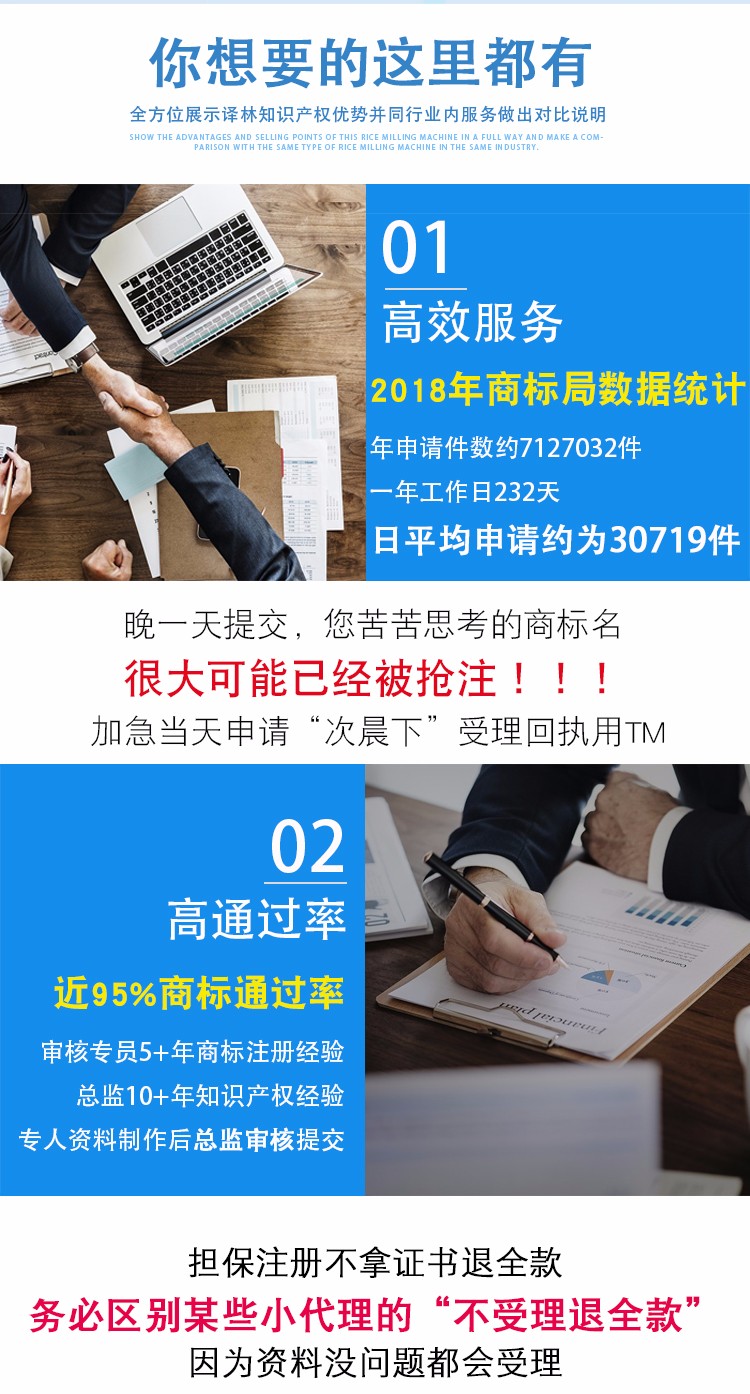 你想要的这里都有
全方位展示译林知识产权优势并同行业内服务做出对比说明
SHOW THE ADVANTAGES AND SELLING POINTS OF THIS RICE MILLING MACHINE IN A FULL WAY AND MAKE A COM-
PARISON WITH THE SAME TYPE OF RICE MILLING MACHINE IN THE SAME INDUSTRY.
01
高效服务
2018年商标局数据统计
年申请件数约7127032件
一年工作日232天
日平均申请约为30719件
Contract
晚一天提交，您苦苦思考的商标名
很大可能已经被抢注！！！
加急当天申请“次晨下”受理回执用TM
02
高通过率
近95%商标通过率
审核专员5+年商标注册经验
总监10+年知识产权经验
专人资料制作后总监审核提交
Financial plan
担保注册不拿证书退全款
务必区别某些小代理的“不受理退全款”
因为资料没问题都会受理